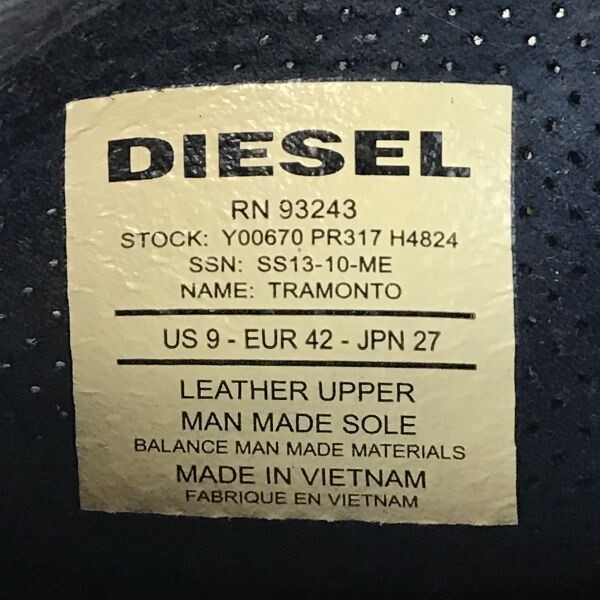 DIESEL
RN 93243
STOCK: Y00670 PR317 H4824
SSN: SS13-10-ME
NAME: TRAMONTO
US 9 - EUR 42 - JPN 27
LEATHER UPPER
MAN MADE SOLE
BALANCE MAN MADE MATERIALS
MADE IN VIETNAM
FABRIQUE EN VIETNAM